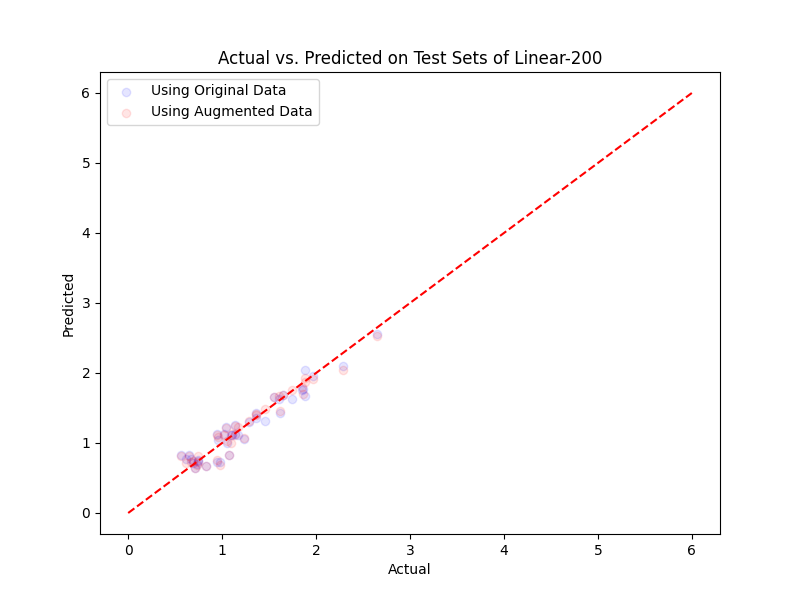 Actual vs. Predicted on Test Sets of Linear-200
Using Original Data
Using Augmented Data
6
5
4
3
2
1
0
Predicted
0 1 2 3 4 5 6
Actual